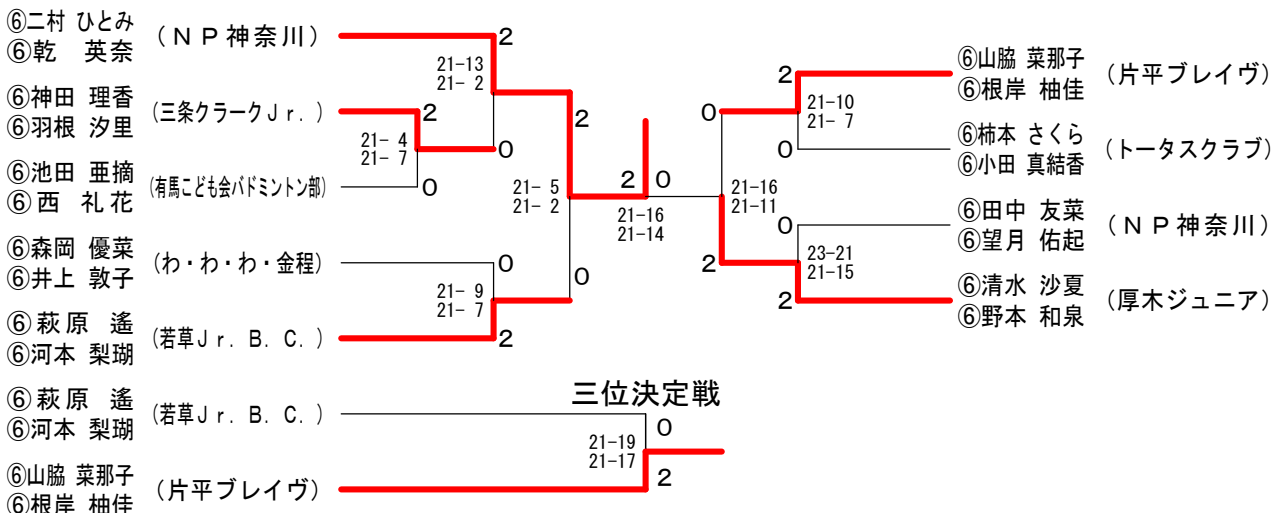 ⑥二村 ひとみ
⑥乾 英奈
(ＮＰ神奈川)
2
21-13
21- 2
⑥神田 理香
⑥羽根 汐里
(三条クラークＪｒ.)
2
0
21- 4
21- 7
⑥池田 亜摘
⑥西 礼花
(有馬こども会バドミントン部)
0
2
21- 5
21- 2
⑥森岡 優菜
⑥井上 敦子
(わ・わ・わ・金程)
0
0
21- 9
21- 7
⑥萩原 遙
⑥河本 梨瑚
(若草Ｊｒ. Ｂ. Ｃ.)
2
2
0
21-16
21-14
⑥山脇 菜那子
⑥根岸 柚佳
(片平ブレイヴ)
2
0
21-10
21- 7
⑥柿本 さくら
⑥小田 真結香
(トータスクラブ)
0
21-16
21-11
⑥田中 友菜
⑥望月 佑起
(ＮＰ神奈川)
0
2
23-21
21-15
⑥清水 沙夏
⑥野本 和泉
(厚木ジュニア)
2
三位決定戦
⑥萩原 遙
⑥河本 梨瑚
(若草Ｊｒ. Ｂ. Ｃ.)
0
21-19
21-17
⑥山脇 菜那子
⑥根岸 柚佳
(片平ブレイヴ)
2